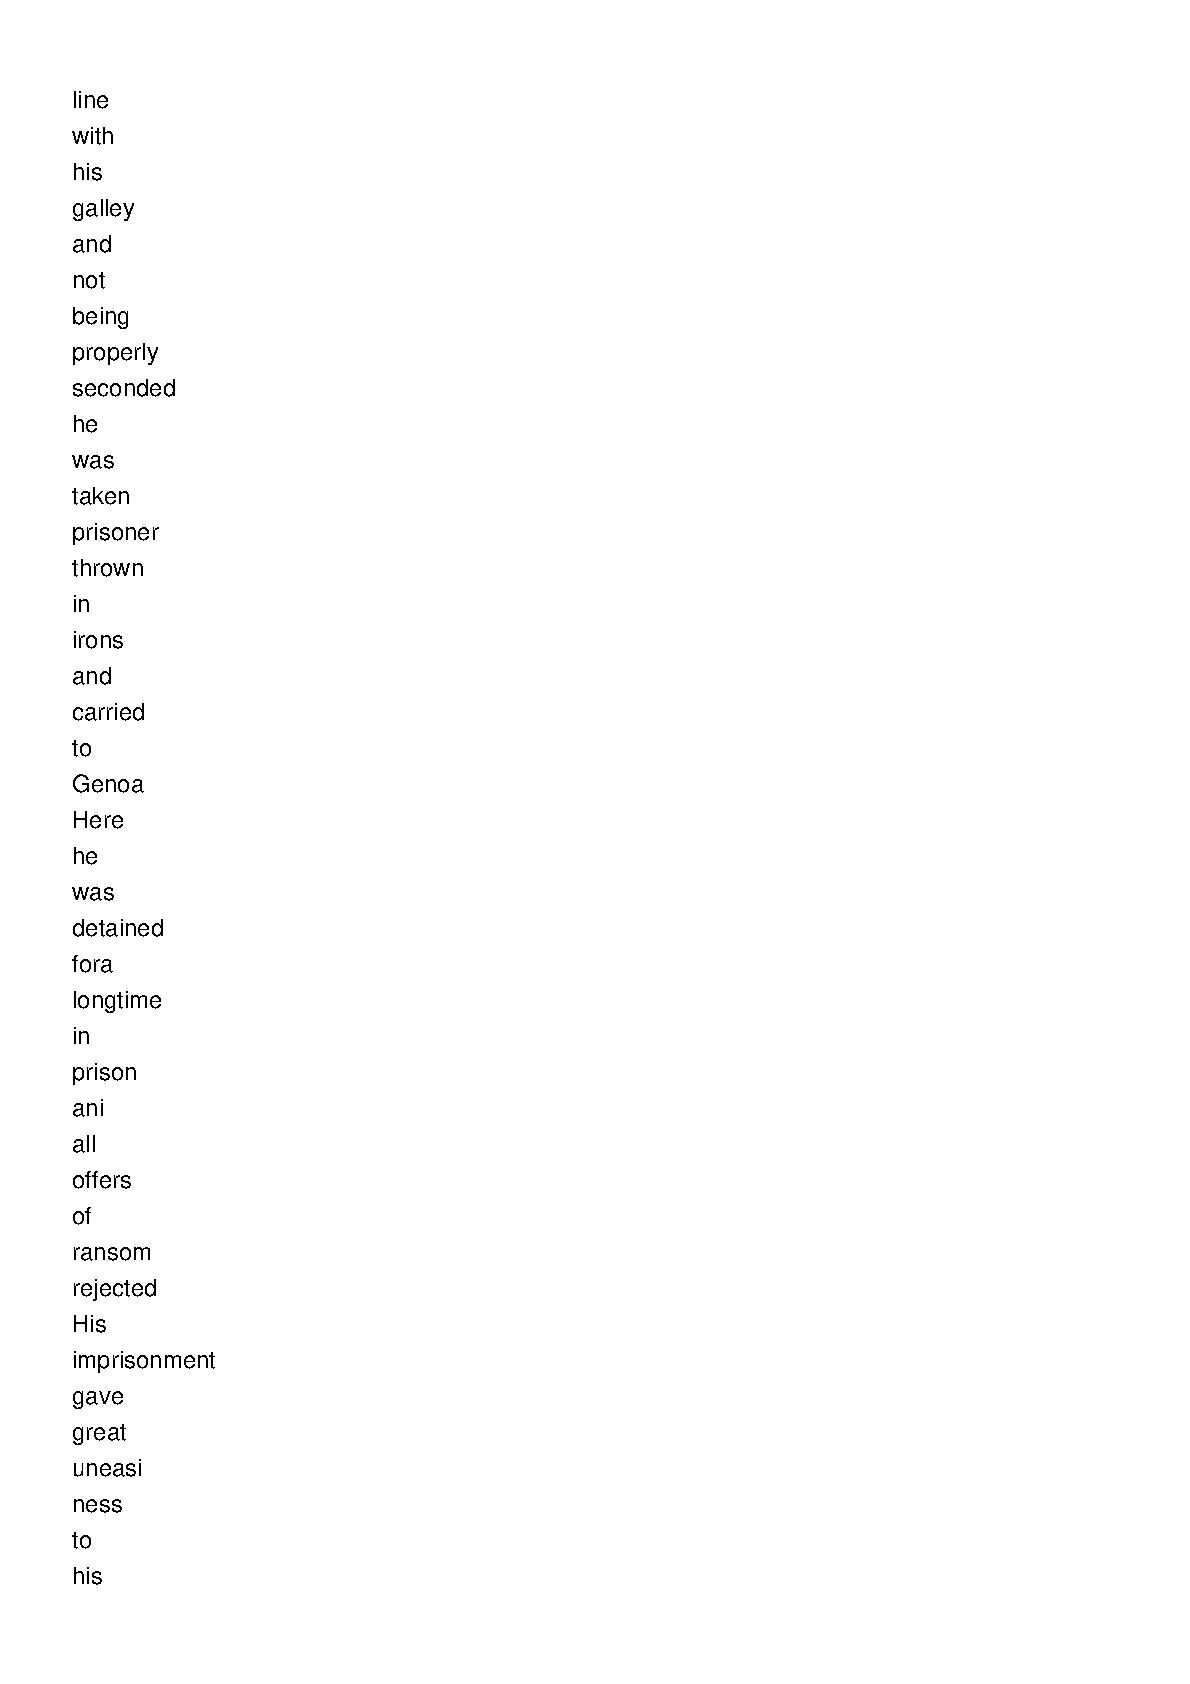 line
with
his
galley
and
not
being
properly
seconded
he
was
taken
prisoner
thrown
in
irons
and
carried
to
Genoa
Here
he
was
detained
fora
longtime
in
prison
ani
all
offers
of
ransom
rejected
His
imprisonment
gave
great
uneasi
ness
to
his